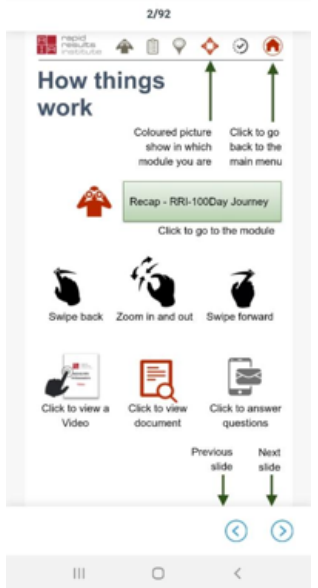 2/92
rapid
results
institute
How things
work
Coloured picture
show in which
module you are
Click to go
back to the
main menu
Recap - RRI-100Day Journey
Click to go to the module
Swipe back
Zoom in and out
Swipe forward
Click to view a
Video
Click to view
document
Click to answer
questions
Previous
slide
Next
slide